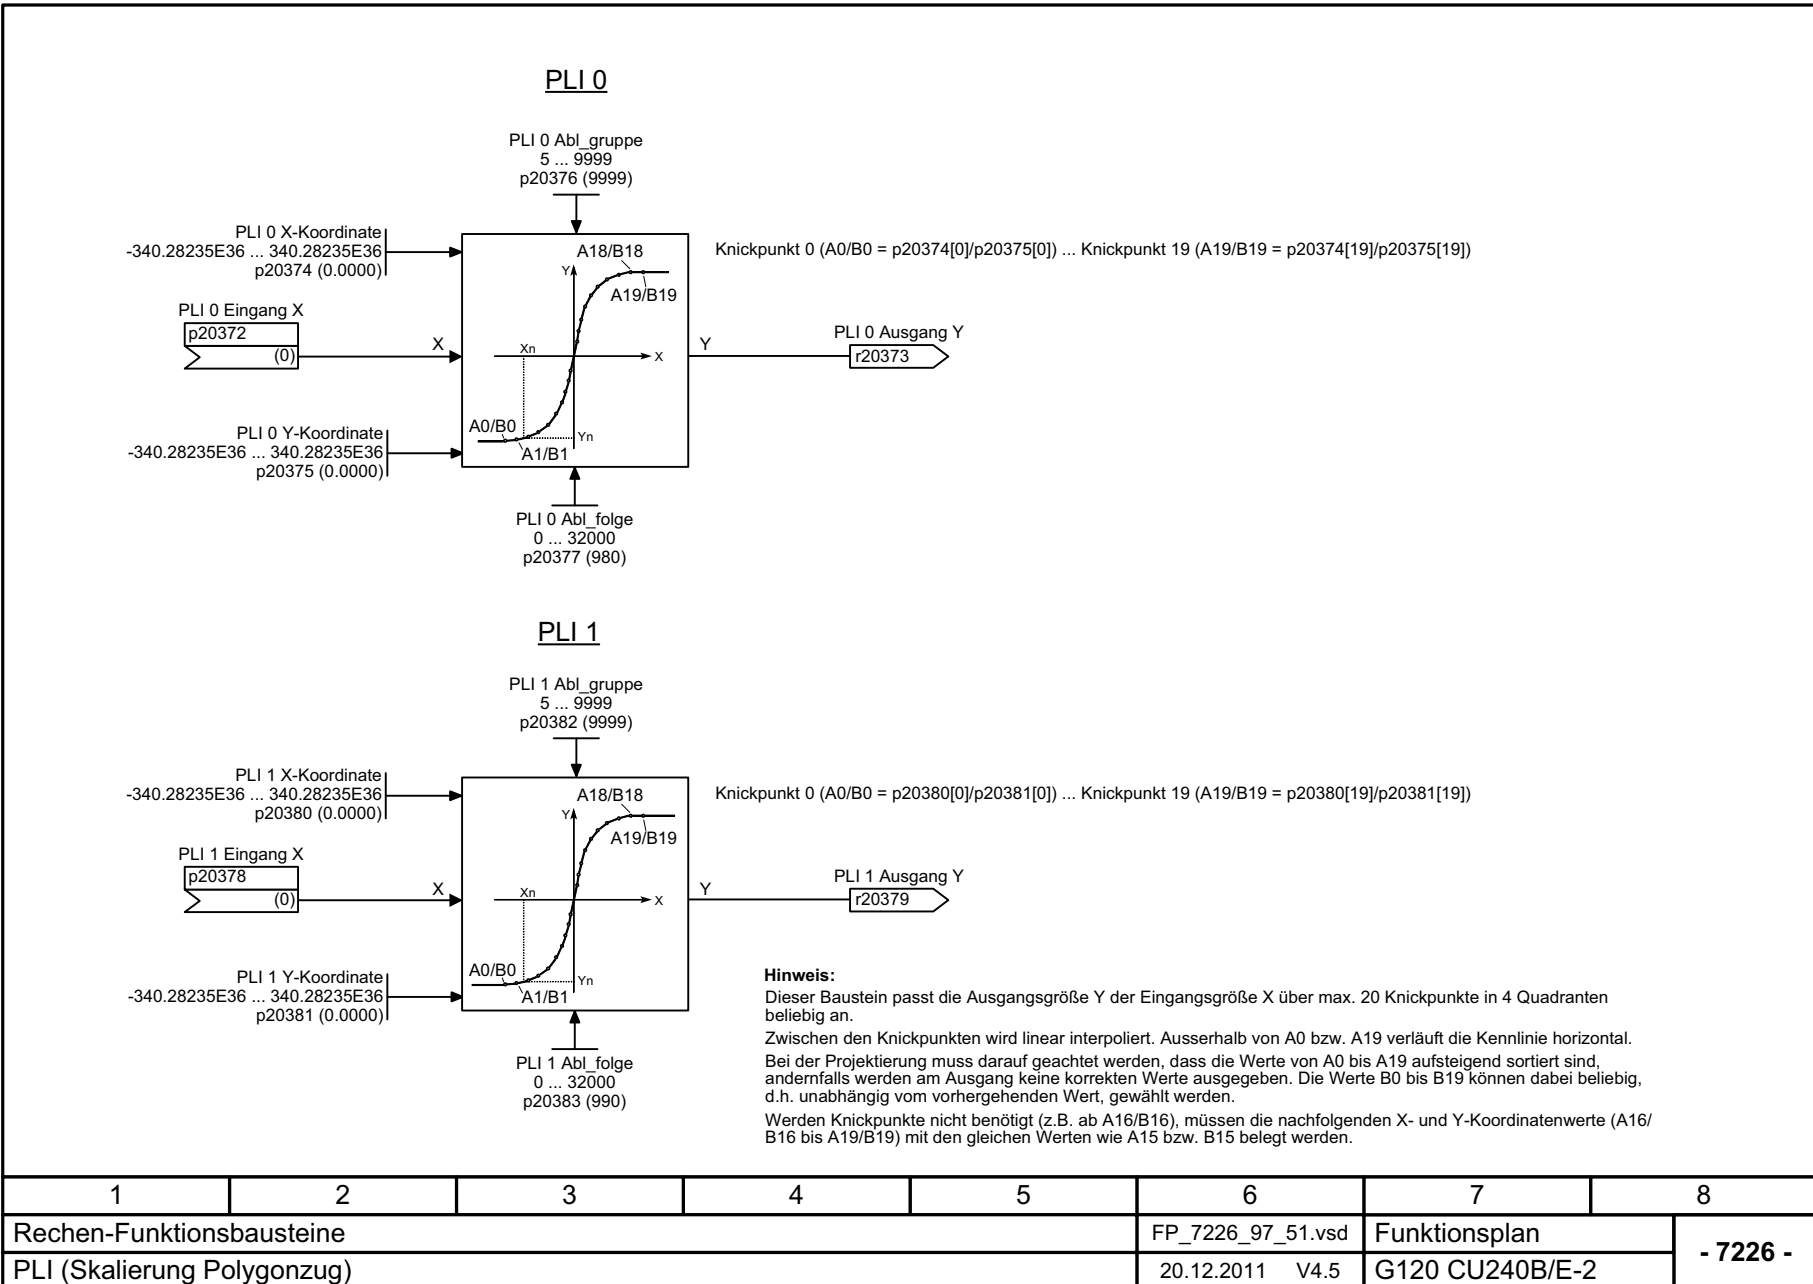 PLI 0
PLI 0 Abl_gruppe
5 ... 9999
p20376 (9999)
PLI 0 X-Koordinate
-340.28235E36 ... 340.28235E36
p20374 (0.0000)
A18/B18
Y
A19/B19
Knickpunkt 0 (A0/B0 = p20374[0]/p20375[0]) ... Knickpunkt 19 (A19/B19 = p20374[19]/p20375[19])
PLI 0 Eingang X
p20372
(0)
X
Xn
X
Y
PLI 0 Ausgang Y
r20373
PLI 0 Y-Koordinate
-340.28235E36 ... 340.28235E36
p20375 (0.0000)
A0/B0
Yn
A1/B1
PLI 0 Abl_folge
0 ... 32000
p20377 (980)
PLI 1
PLI 1 Abl_gruppe
5 ... 9999
p20382 (9999)
PLI 1 X-Koordinate
-340.28235E36 ... 340.28235E36
p20380 (0.0000)
A18/B18
Y
A19/B19
Knickpunkt 0 (A0/B0 = p20380[0]/p20381[0]) ... Knickpunkt 19 (A19/B19 = p20380[19]/p20381[19])
PLI 1 Eingang X
p20378
(0)
X
Xn
X
Y
PLI 1 Ausgang Y
r20379
PLI 1 Y-Koordinate
-340.28235E36 ... 340.28235E36
p20381 (0.0000)
A0/B0
Yn
A1/B1
PLI 1 Abl_folge
0 ... 32000
p20383 (990)
Hinweis:
Dieser Baustein passt die Ausgangsgröße Y der Eingangsgröße X über max. 20 Knickpunkte in 4 Quadranten
beliebig an.
Zwischen den Knickpunkten wird linear interpoliert. Ausserhalb von A0 bzw. A19 verläuft die Kennlinie horizontal.
Bei der Projektierung muss darauf geachtet werden, dass die Werte von A0 bis A19 aufsteigend sortiert sind,
andernfalls werden am Ausgang keine korrekten Werte ausgegeben. Die Werte B0 bis B19 können dabei beliebig,
d.h. unabhängig vom vorhergehenden Wert, gewählt werden.
Werden Knickpunkte nicht benötigt (z.B. ab A16/B16), müssen die nachfolgenden X- und Y-Koordinatenwerte (A16/
B16 bis A19/B19) mit den gleichen Werten wie A15 bzw. B15 belegt werden.
1 2 3 4 5 6 7 8
Rechen-Funktionsbausteine FP_7226_97_51.vsd Funktionsplan
- 7226 -
PLI (Skalierung Polygonzug) 20.12.2011 V4.5 G120 CU240B/E-2